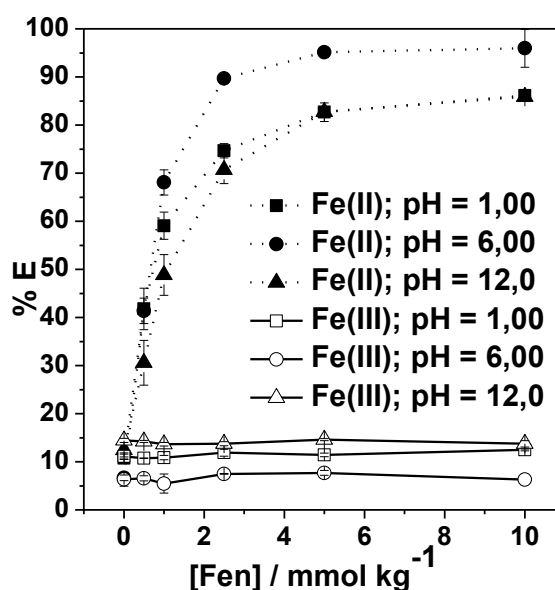 % E
100
90
80
70
60
50
40
30
20
10
0
Fe(II); pH = 1,00
Fe(II); pH = 6,00
Fe(II); pH = 12,0
Fe(III); pH = 1,00
Fe(III); pH = 6,00
Fe(III); pH = 12,0
0 2 4 6 8 10
[Fen] / mmol kg⁻¹